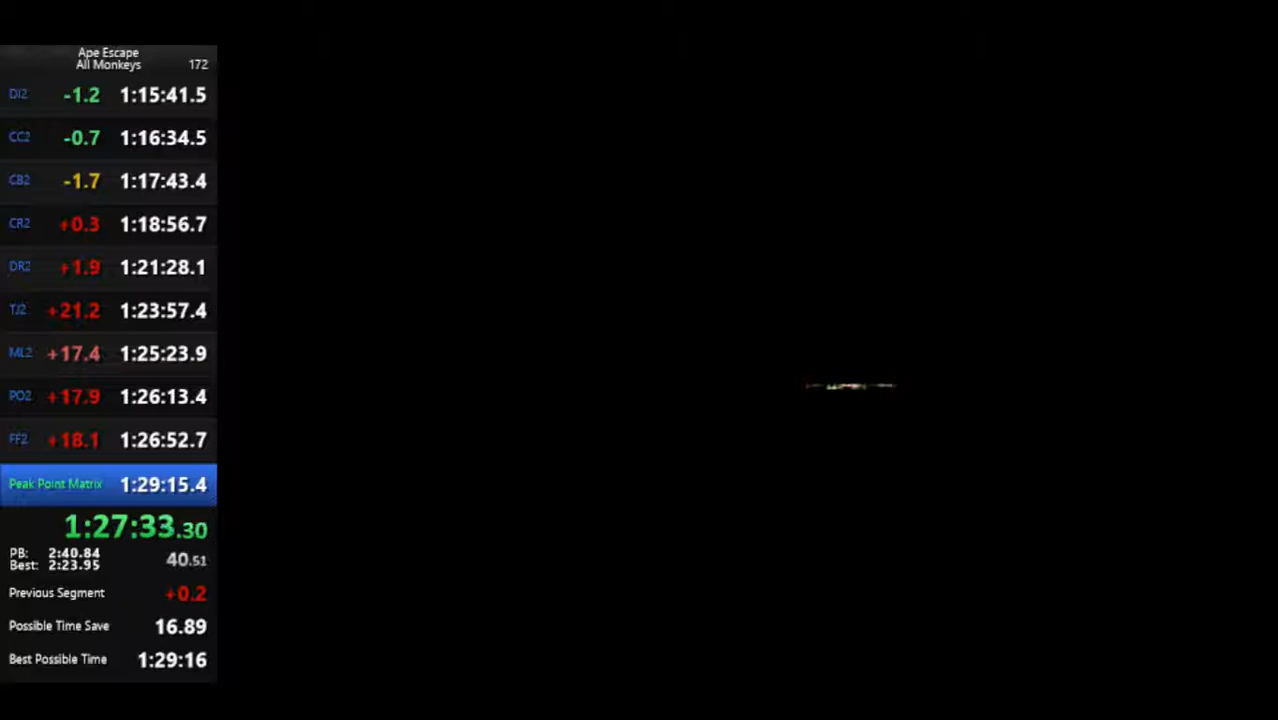 Ape Escape
All Monkeys 172
DI2 -1.2 1:15:41.5
CC2 -0.7 1:16:34.5
CB2 -1.7 1:17:43.4
CR2 +0.3 1:18:56.7
DR2 +1.9 1:21:28.1
TJ2 +21.2 1:23:57.4
ML2 +17.4 1:25:23.9
PO2 +17.9 1:26:13.4
FF2 +18.1 1:26:52.7
Peak Point Matrix 1:29:15.4
1:27:33.30
PB: 2:40.84 40.51
Best: 2:23.95
Previous Segment +0.2
Possible Time Save 16.89
Best Possible Time 1:29:16